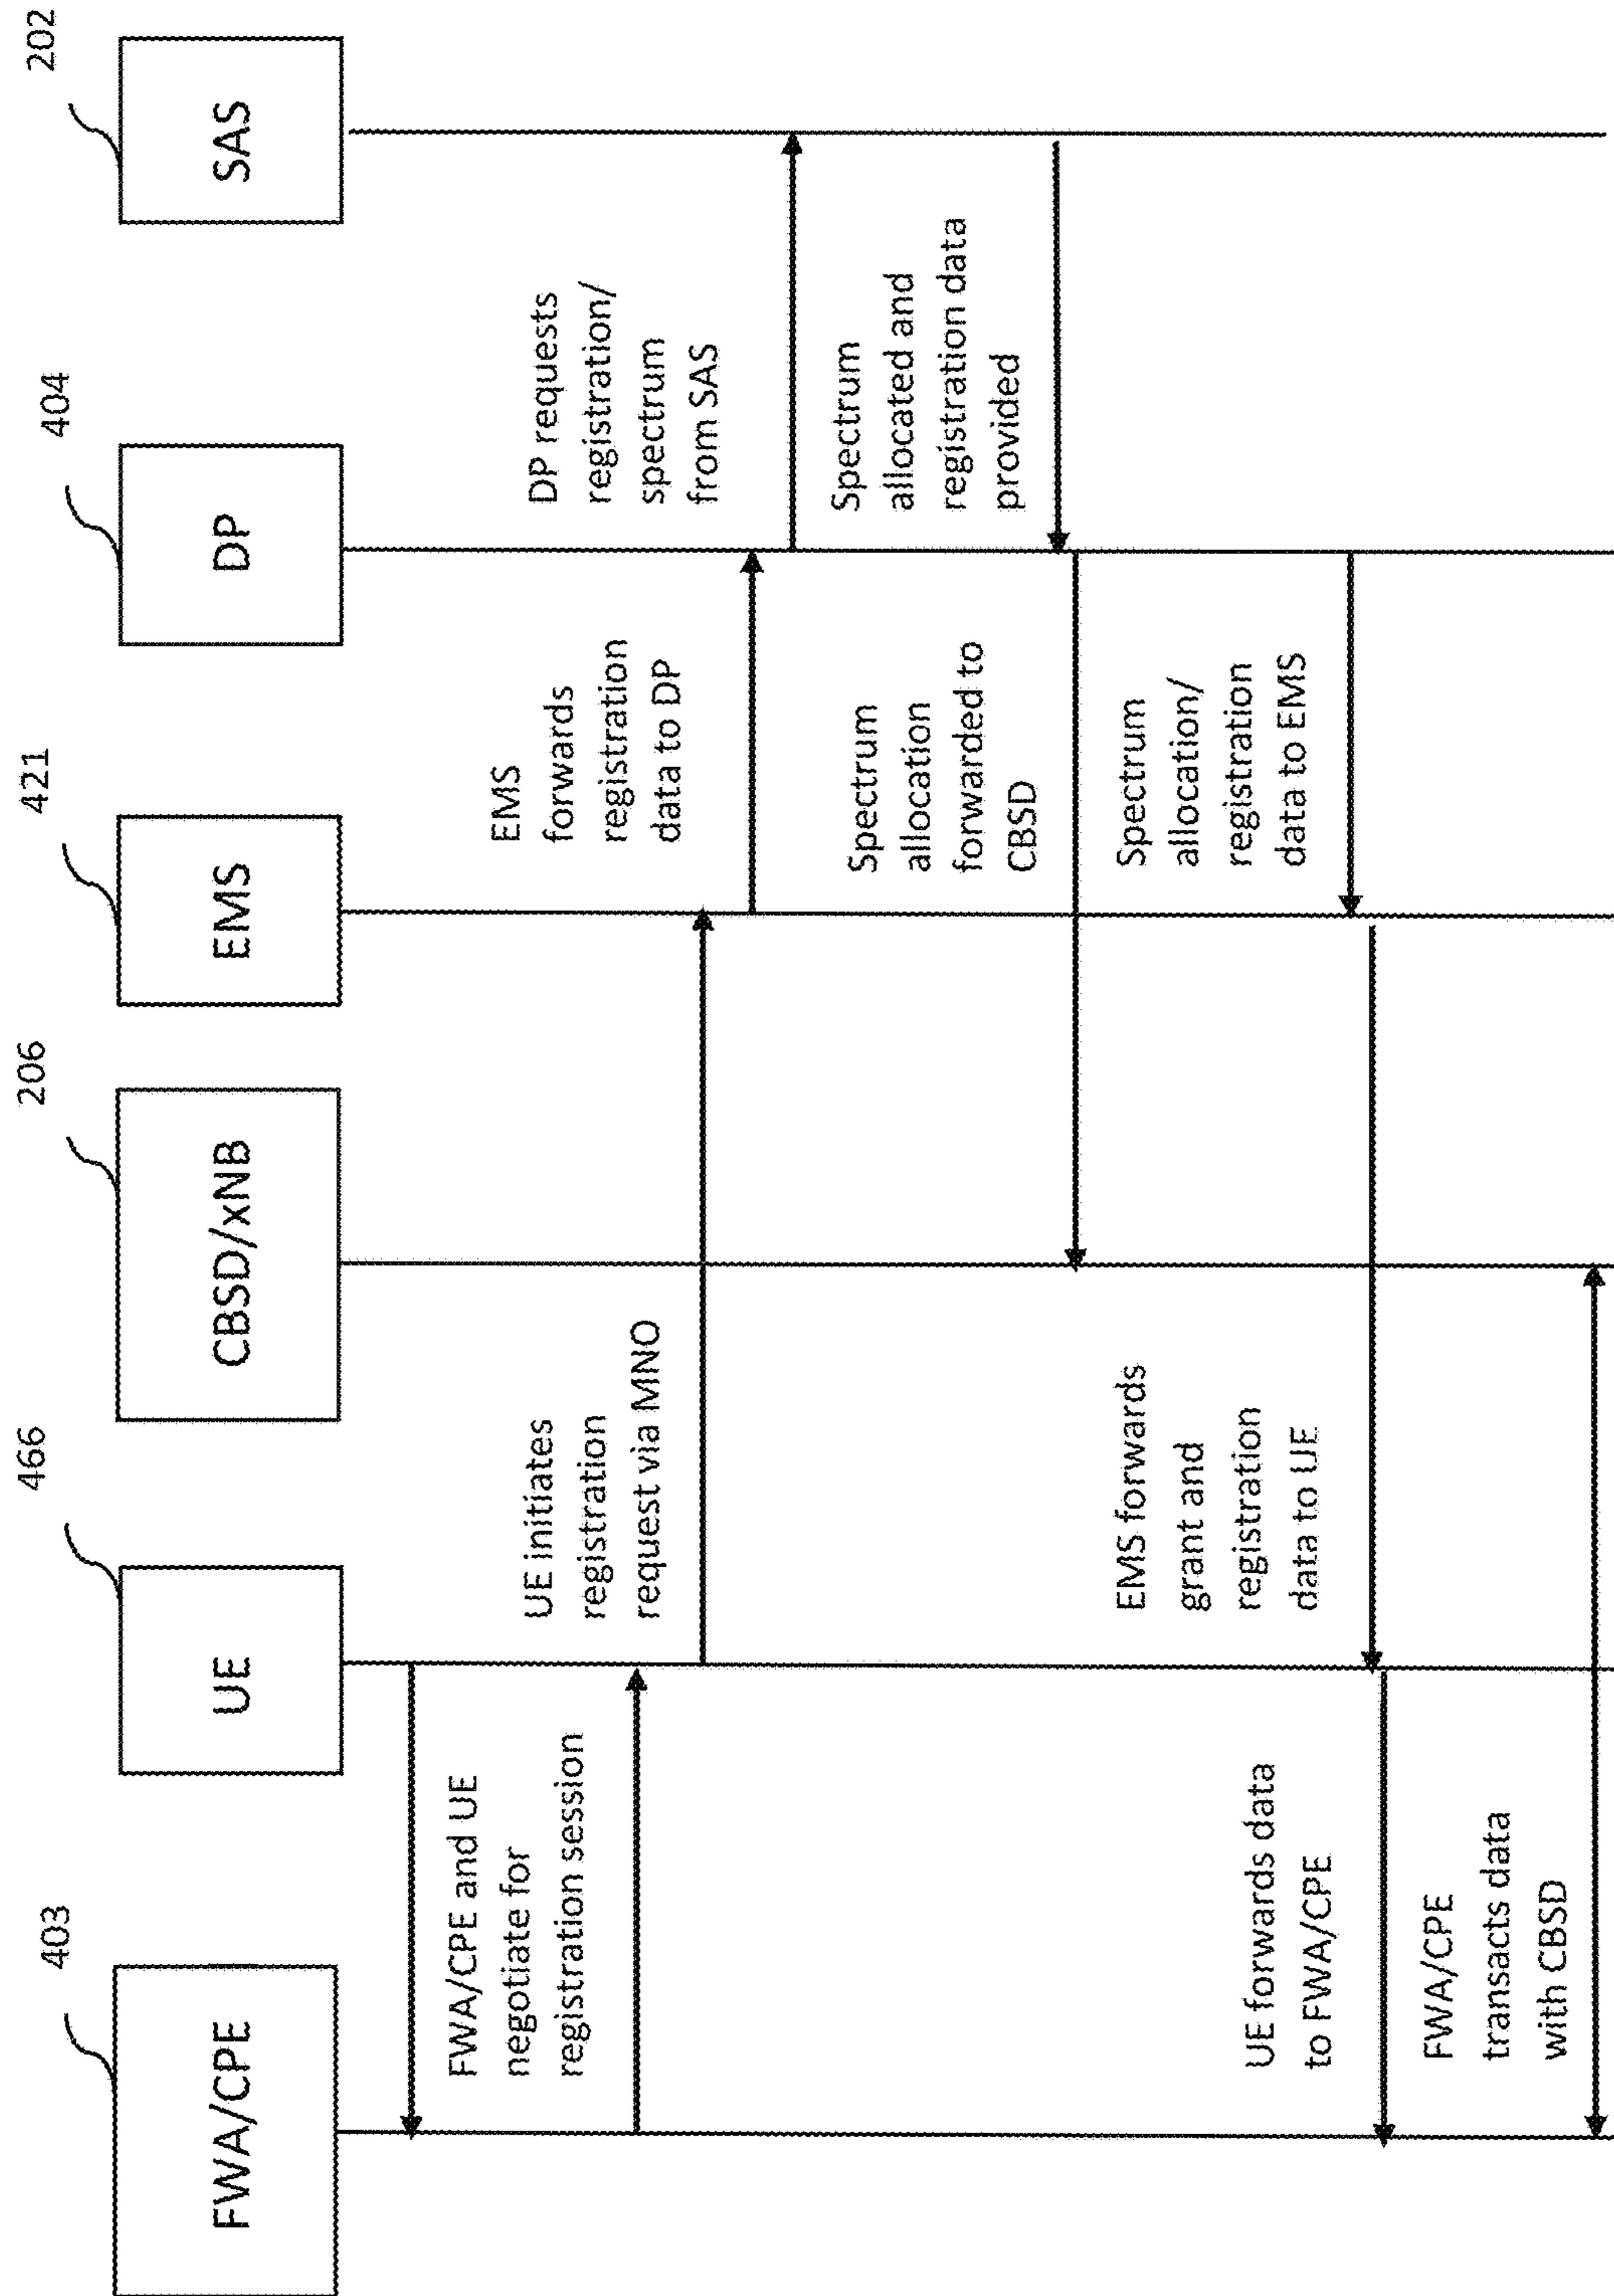 403
466
206
421
404
202
FWA/CPE
UE
CBSD/xNB
EMS
DP
SAS
FWA/CPE and UE
negotiate for
registration session
UE initiates
registration
request via MNO
EMS
forwards
registration
data to DP
DP requests
registration/
spectrum
from SAS
Spectrum
allocated and
registration data
provided
Spectrum
allocation
forwarded to
CBSD
Spectrum
allocation/
registration
data to EMS
EMS forwards
grant and
registration
data to UE
UE forwards data
to FWA/CPE
FWA/CPE
transacts data
with CBSD